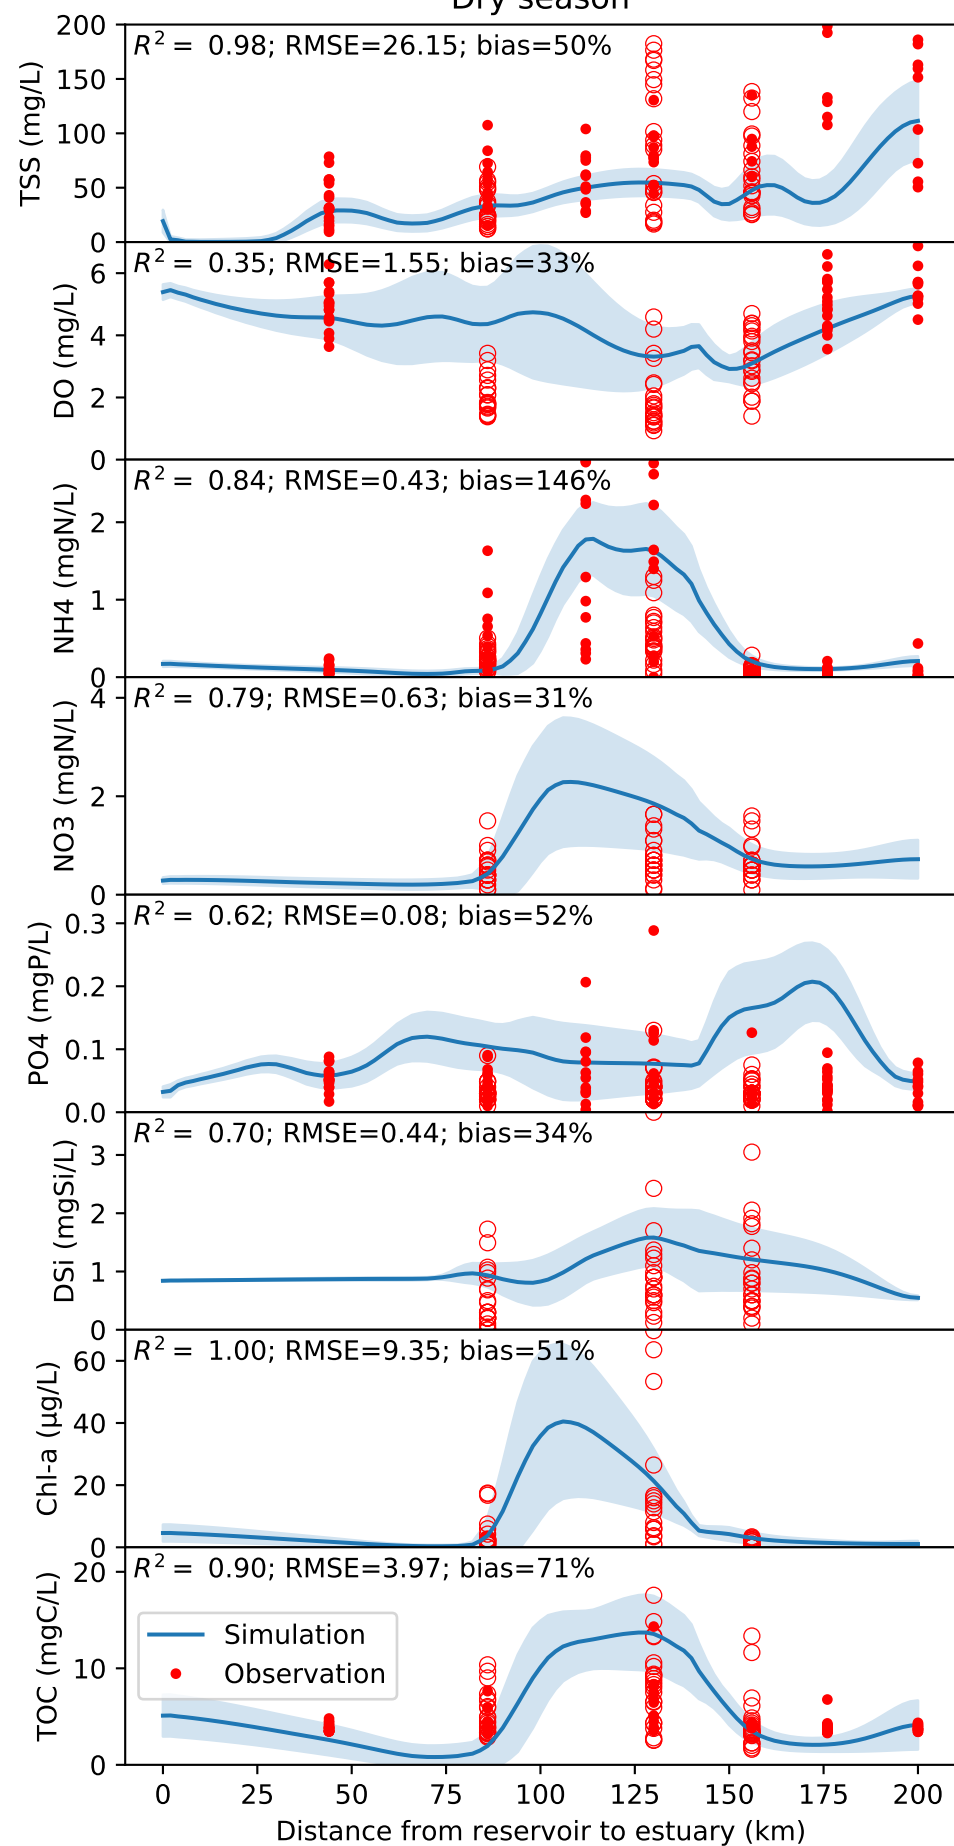 Dry season
200
R² = 0.98; RMSE=26.15; bias=50%
150
100
50
0
TSS (mg/L)
R² = 0.35; RMSE=1.55; bias=33%
6
4
2
0
DO (mg/L)
R² = 0.84; RMSE=0.43; bias=146%
2
1
0
NH4 (mgN/L)
R² = 0.79; RMSE=0.63; bias=31%
4
2
0
NO3 (mgN/L)
R² = 0.62; RMSE=0.08; bias=52%
0.3
0.2
0.1
0.0
PO4 (mgP/L)
R² = 0.70; RMSE=0.44; bias=34%
3
2
1
0
DSi (mgSi/L)
R² = 1.00; RMSE=9.35; bias=51%
60
40
20
0
Chl-a (µg/L)
R² = 0.90; RMSE=3.97; bias=71%
20
10
0
TOC (mgC/L)
Simulation
Observation
0 25 50 75 100 125 150 175 200
Distance from reservoir to estuary (km)